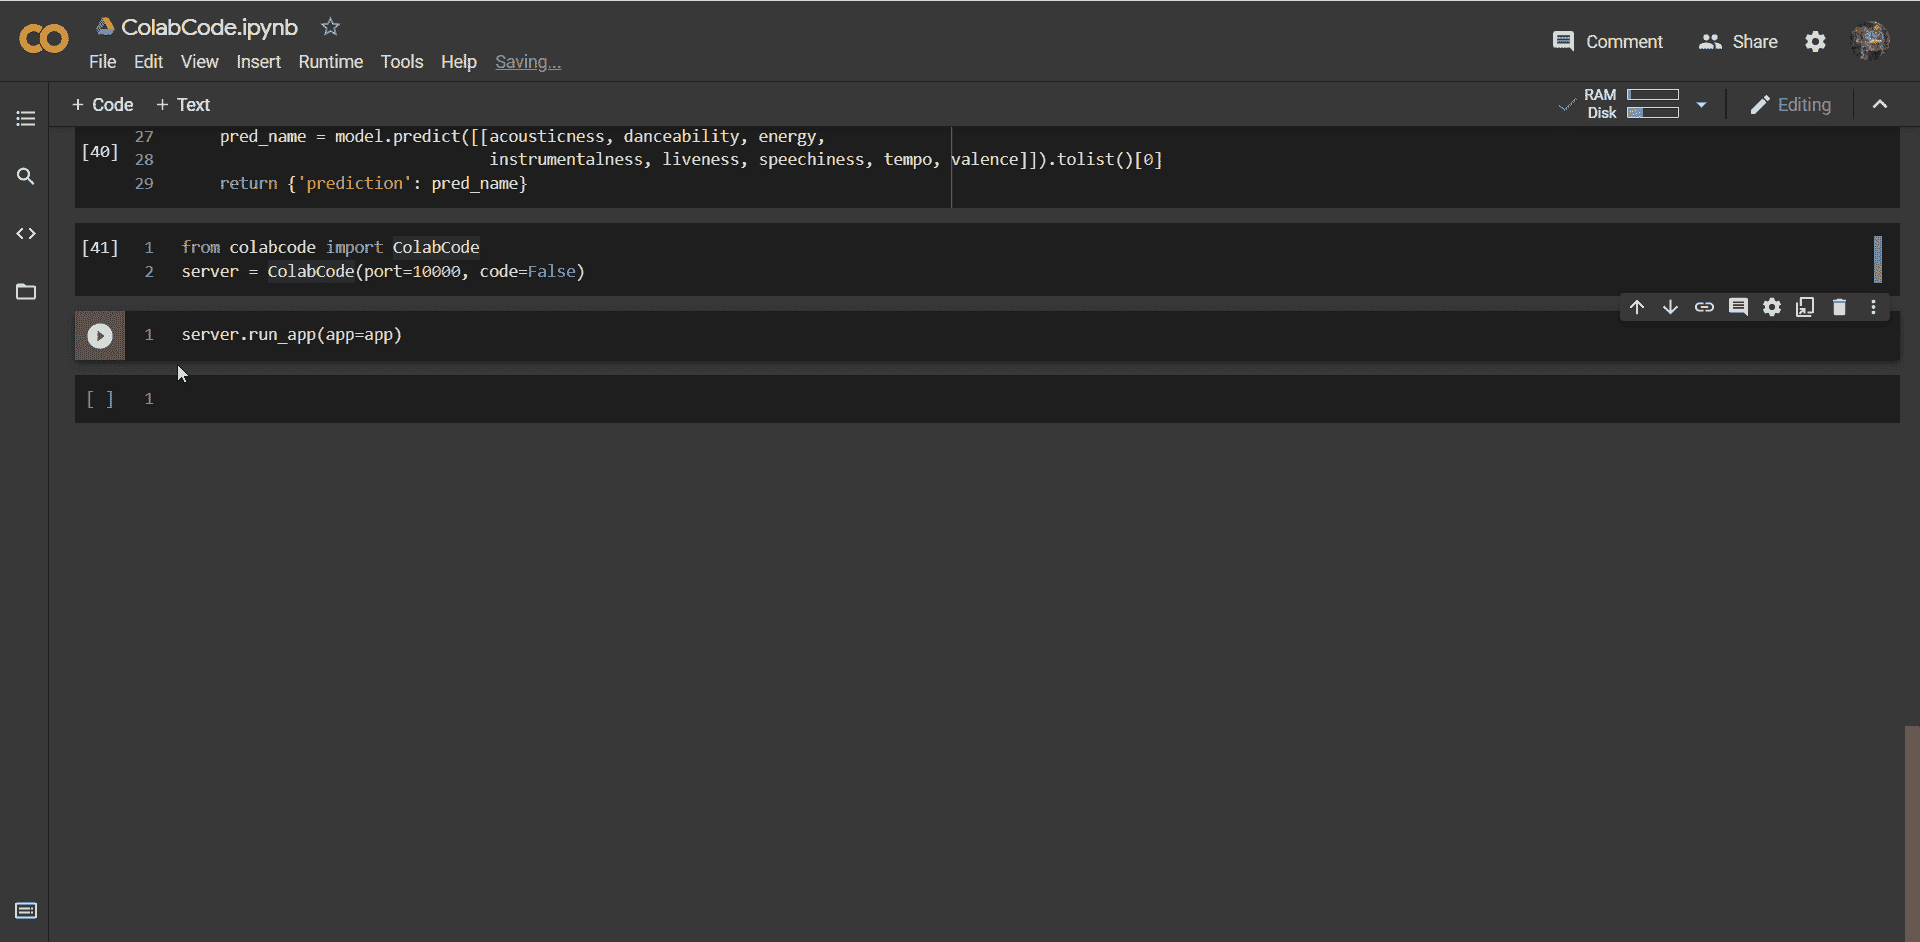 ColabCode.ipynb
File Edit View Insert Runtime Tools Help Saving...
Comment Share
+ Code + Text
RAM
Disk
Editing
[40]
27 pred_name = model.predict([[acousticness, danceability, energy,
28 instrumentalness, liveness, speechiness, tempo, valence]]).tolist()[0]
29 return {'prediction': pred_name}
[41] 1 from colabcode import ColabCode
2 server = ColabCode(port=10000, code=False)
1 server.run_app(app=app)
[ ] 1